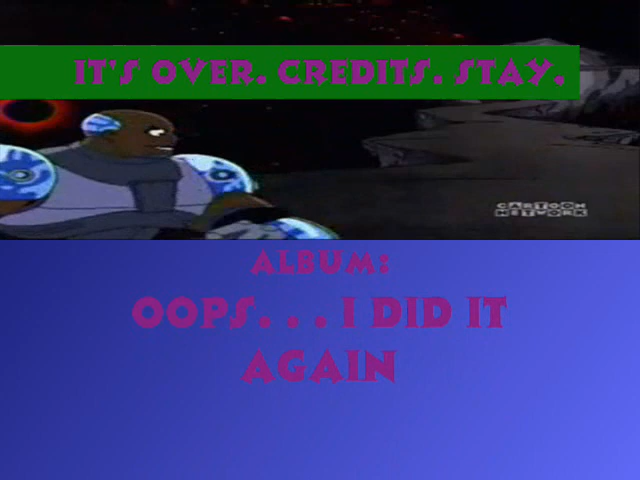 IT'S OVER. CREDITS. STAY.
CARTOON
NETWORK
ALBUM:
OOPS. . . I DID IT
AGAIN